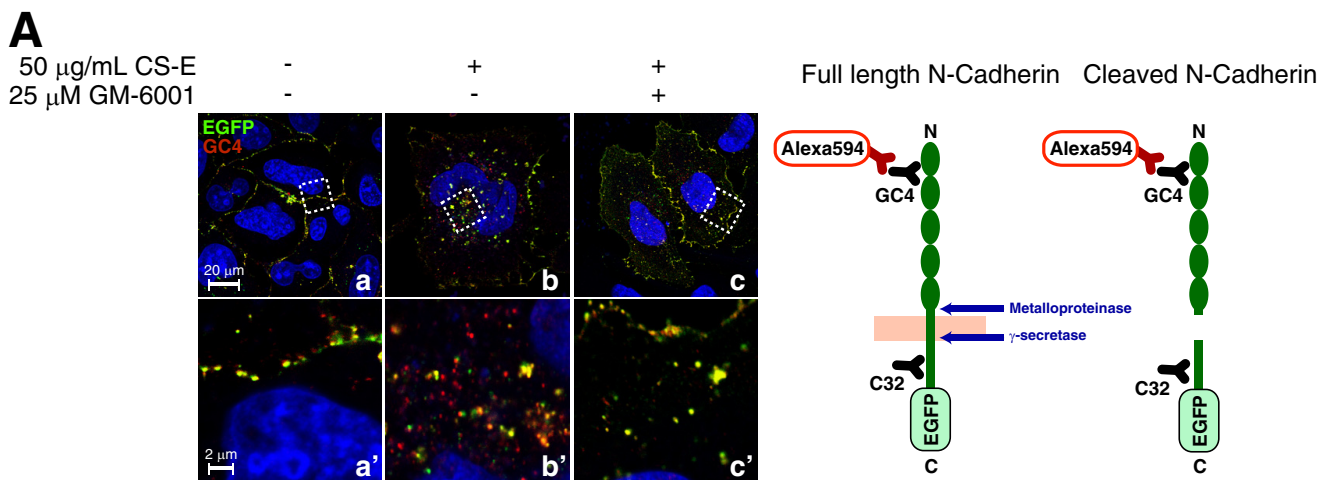 A
50 μg/mL CS-E - + +
25 μM GM-6001 - - +
EGFP
GC4
20 μm
a
b
c
2 μm
a'
b'
c'
Full length N-Cadherin
Cleaved N-Cadherin
N
Alexa594
GC4
Metalloproteinase
γ-secretase
C32
EGFP
C
N
Alexa594
GC4
C32
EGFP
C